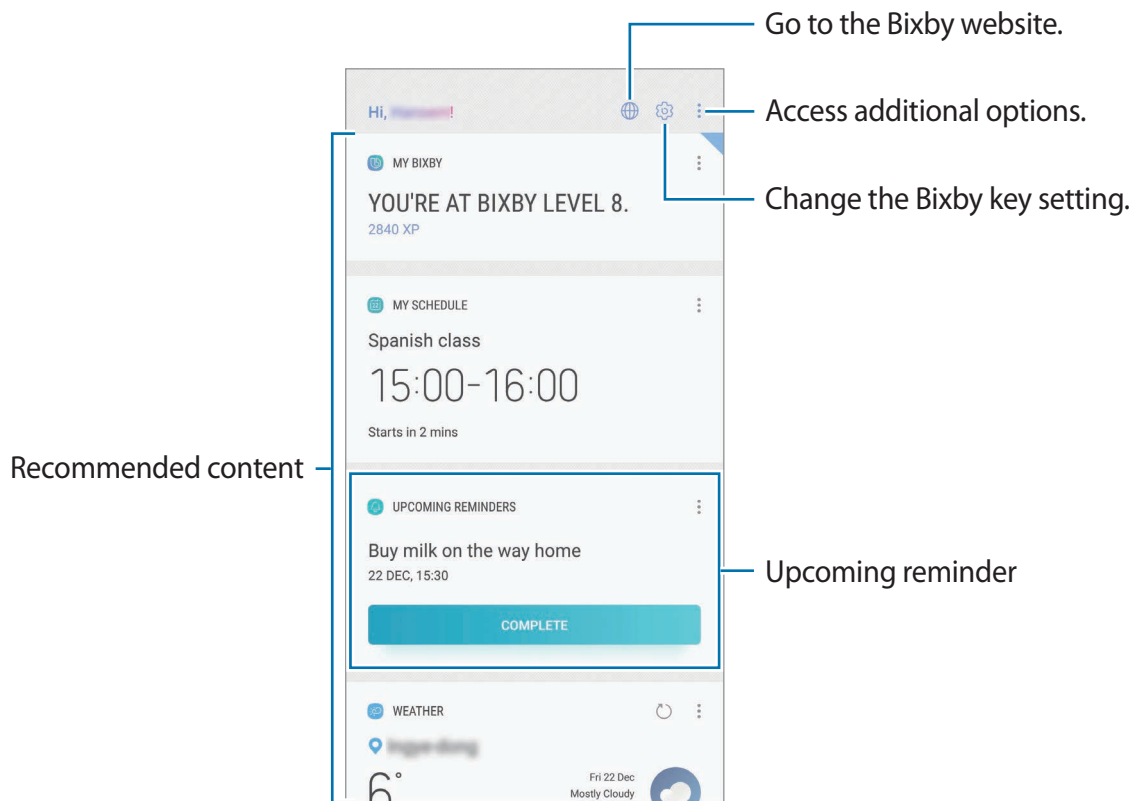 Go to the Bixby website.
Hi, !
Access additional options.
MY BIXBY
YOU'RE AT BIXBY LEVEL 8.
2840 XP
Change the Bixby key setting.
MY SCHEDULE
Spanish class
15:00-16:00
Starts in 2 mins
Recommended content
UPCOMING REMINDERS
Buy milk on the way home
22 DEC, 15:30
COMPLETE
Upcoming reminder
WEATHER
6°
Fri 22 Dec
Mostly Cloudy